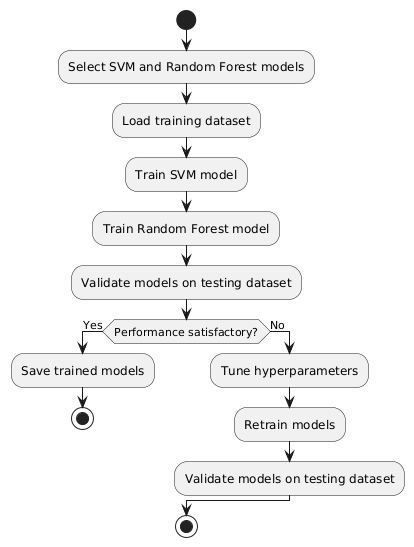 Select SVM and Random Forest models
Load training dataset
Train SVM model
Train Random Forest model
Validate models on testing dataset
Performance satisfactory?
Yes
No
Save trained models
Tune hyperparameters
Retrain models
Validate models on testing dataset